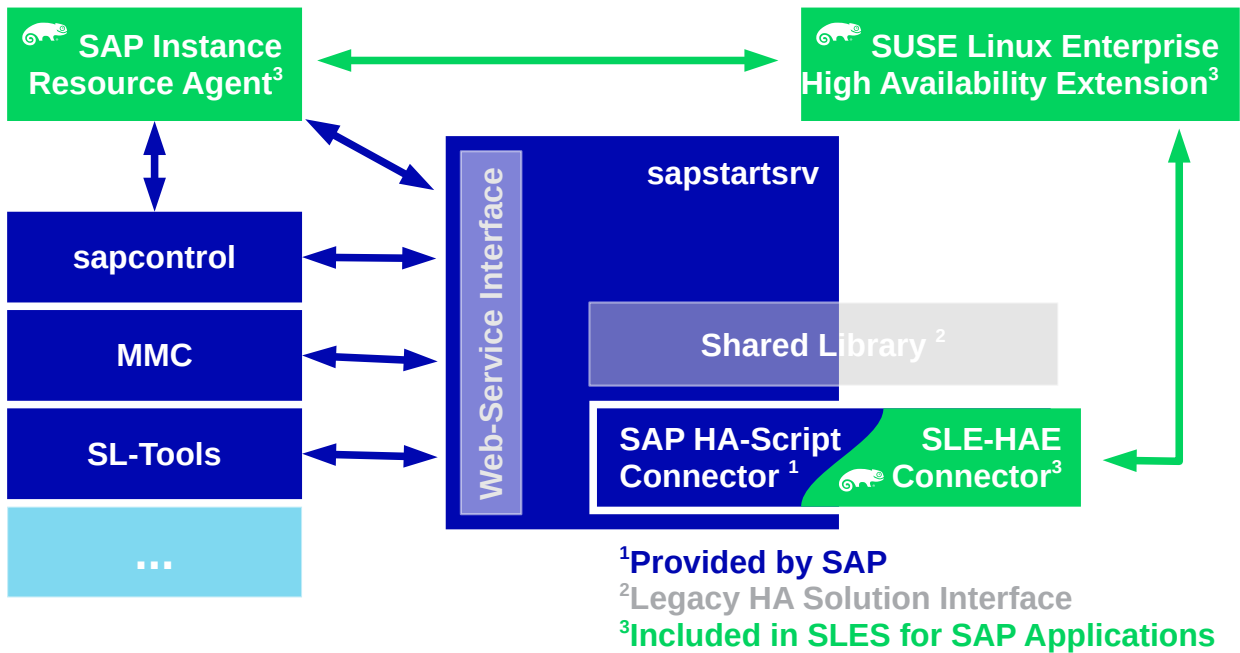 SAP Instance
Resource Agent³
SUSE Linux Enterprise
High Availability Extension³
sapstartsrv
Web-Service Interface
sapcontrol
MMC
SL-Tools
...
Shared Library ²
SAP HA-Script
Connector ¹
SLE-HAE
Connector³
¹Provided by SAP
²Legacy HA Solution Interface
³Included in SLES for SAP Applications